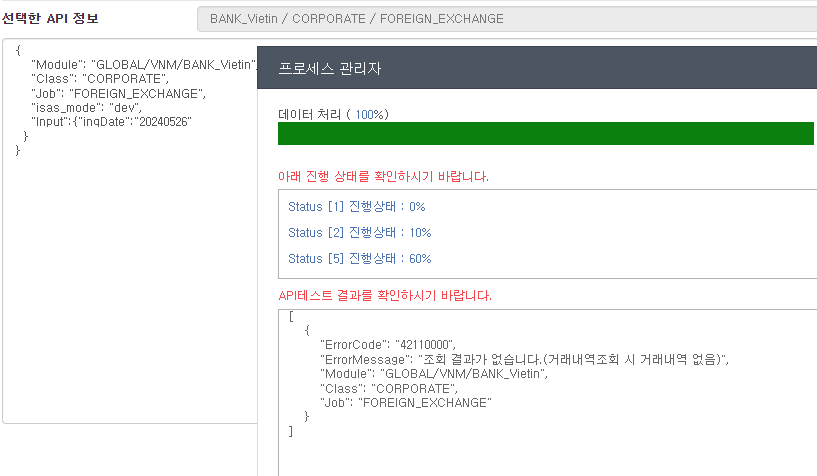 선택한 API 정보
BANK_Vietin / CORPORATE / FOREIGN_EXCHANGE
{
"Module": "GLOBAL/VNM/BANK_Vietin",
"Class": "CORPORATE",
"Job": "FOREIGN_EXCHANGE",
"isas_mode": "dev",
"Input":{"inqDate":"20240526"
}
}
프로세스 관리자
데이터 처리 ( 100%)
아래 진행 상태를 확인하시기 바랍니다.
Status [1] 진행상태 : 0%
Status [2] 진행상태 : 10%
Status [5] 진행상태 : 60%
API테스트 결과를 확인하시기 바랍니다.
[
{
"ErrorCode": "42110000",
"ErrorMessage": "조회 결과가 없습니다.(거래내역조회 시 거래내역 없음)",
"Module": "GLOBAL/VNM/BANK_Vietin",
"Class": "CORPORATE",
"Job": "FOREIGN_EXCHANGE"
}
]